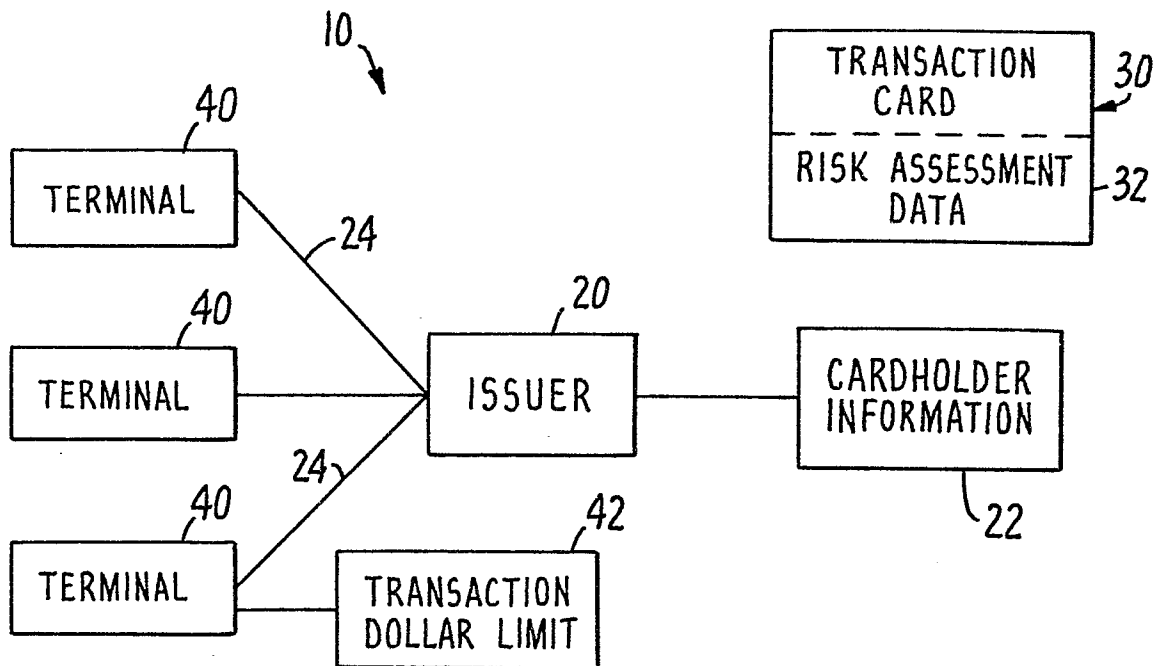 10
TRANSACTION
CARD
30
RISK ASSESSMENT
DATA
32
40
TERMINAL
24
40
TERMINAL
20
ISSUER
CARDHOLDER
INFORMATION
22
24
40
TERMINAL
42
TRANSACTION
DOLLAR LIMIT